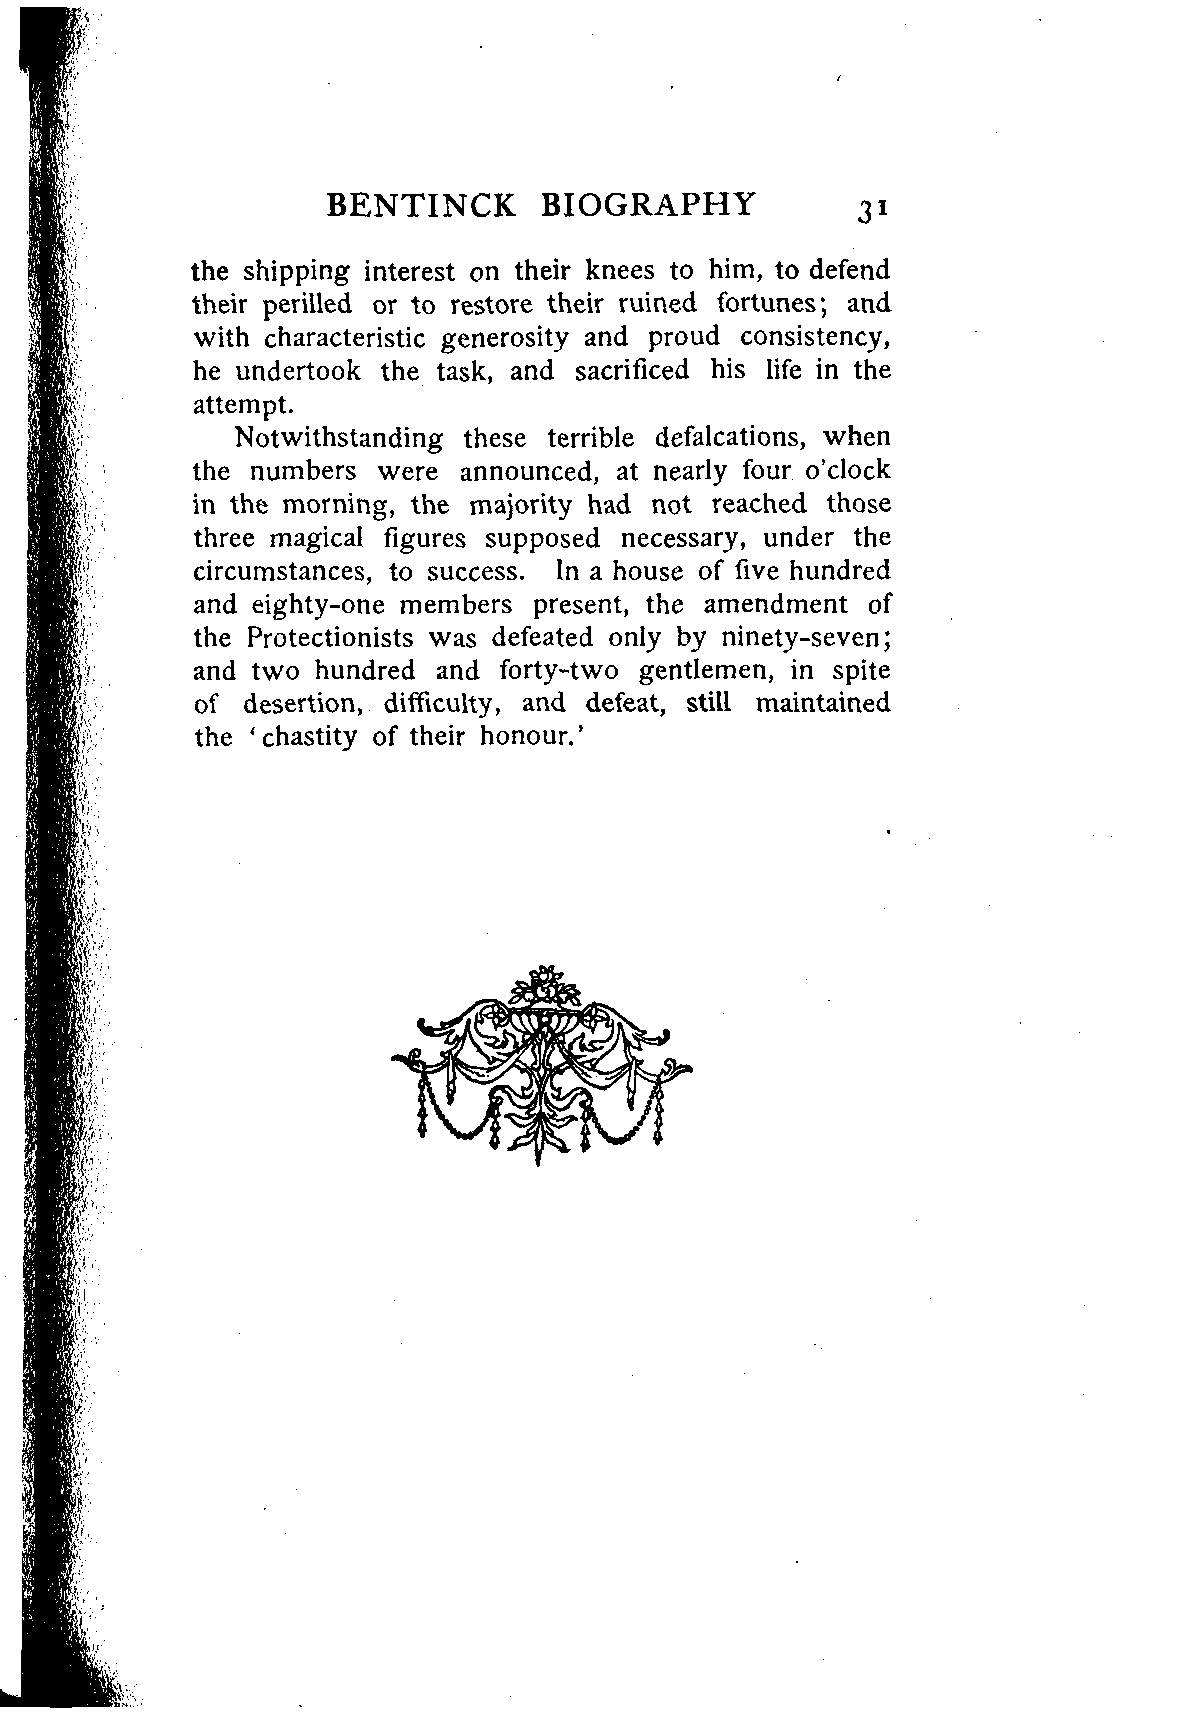 BENTINCK BIOGRAPHY 31
the shipping interest on their knees to him, to defend
their perilled or to restore their ruined fortunes; and
with characteristic generosity and proud consistency,
he undertook the task, and sacrificed his life in the
attempt.
Notwithstanding these terrible defalcations, when
the numbers were announced, at nearly four o'clock
in the morning, the majority had not reached those
three magical figures supposed necessary, under the
circumstances, to success. In a house of five hundred
and eighty-one members present, the amendment of
the Protectionists was defeated only by ninety-seven;
and two hundred and forty-two gentlemen, in spite
of desertion, difficulty, and defeat, still maintained
the ‘chastity of their honour.’